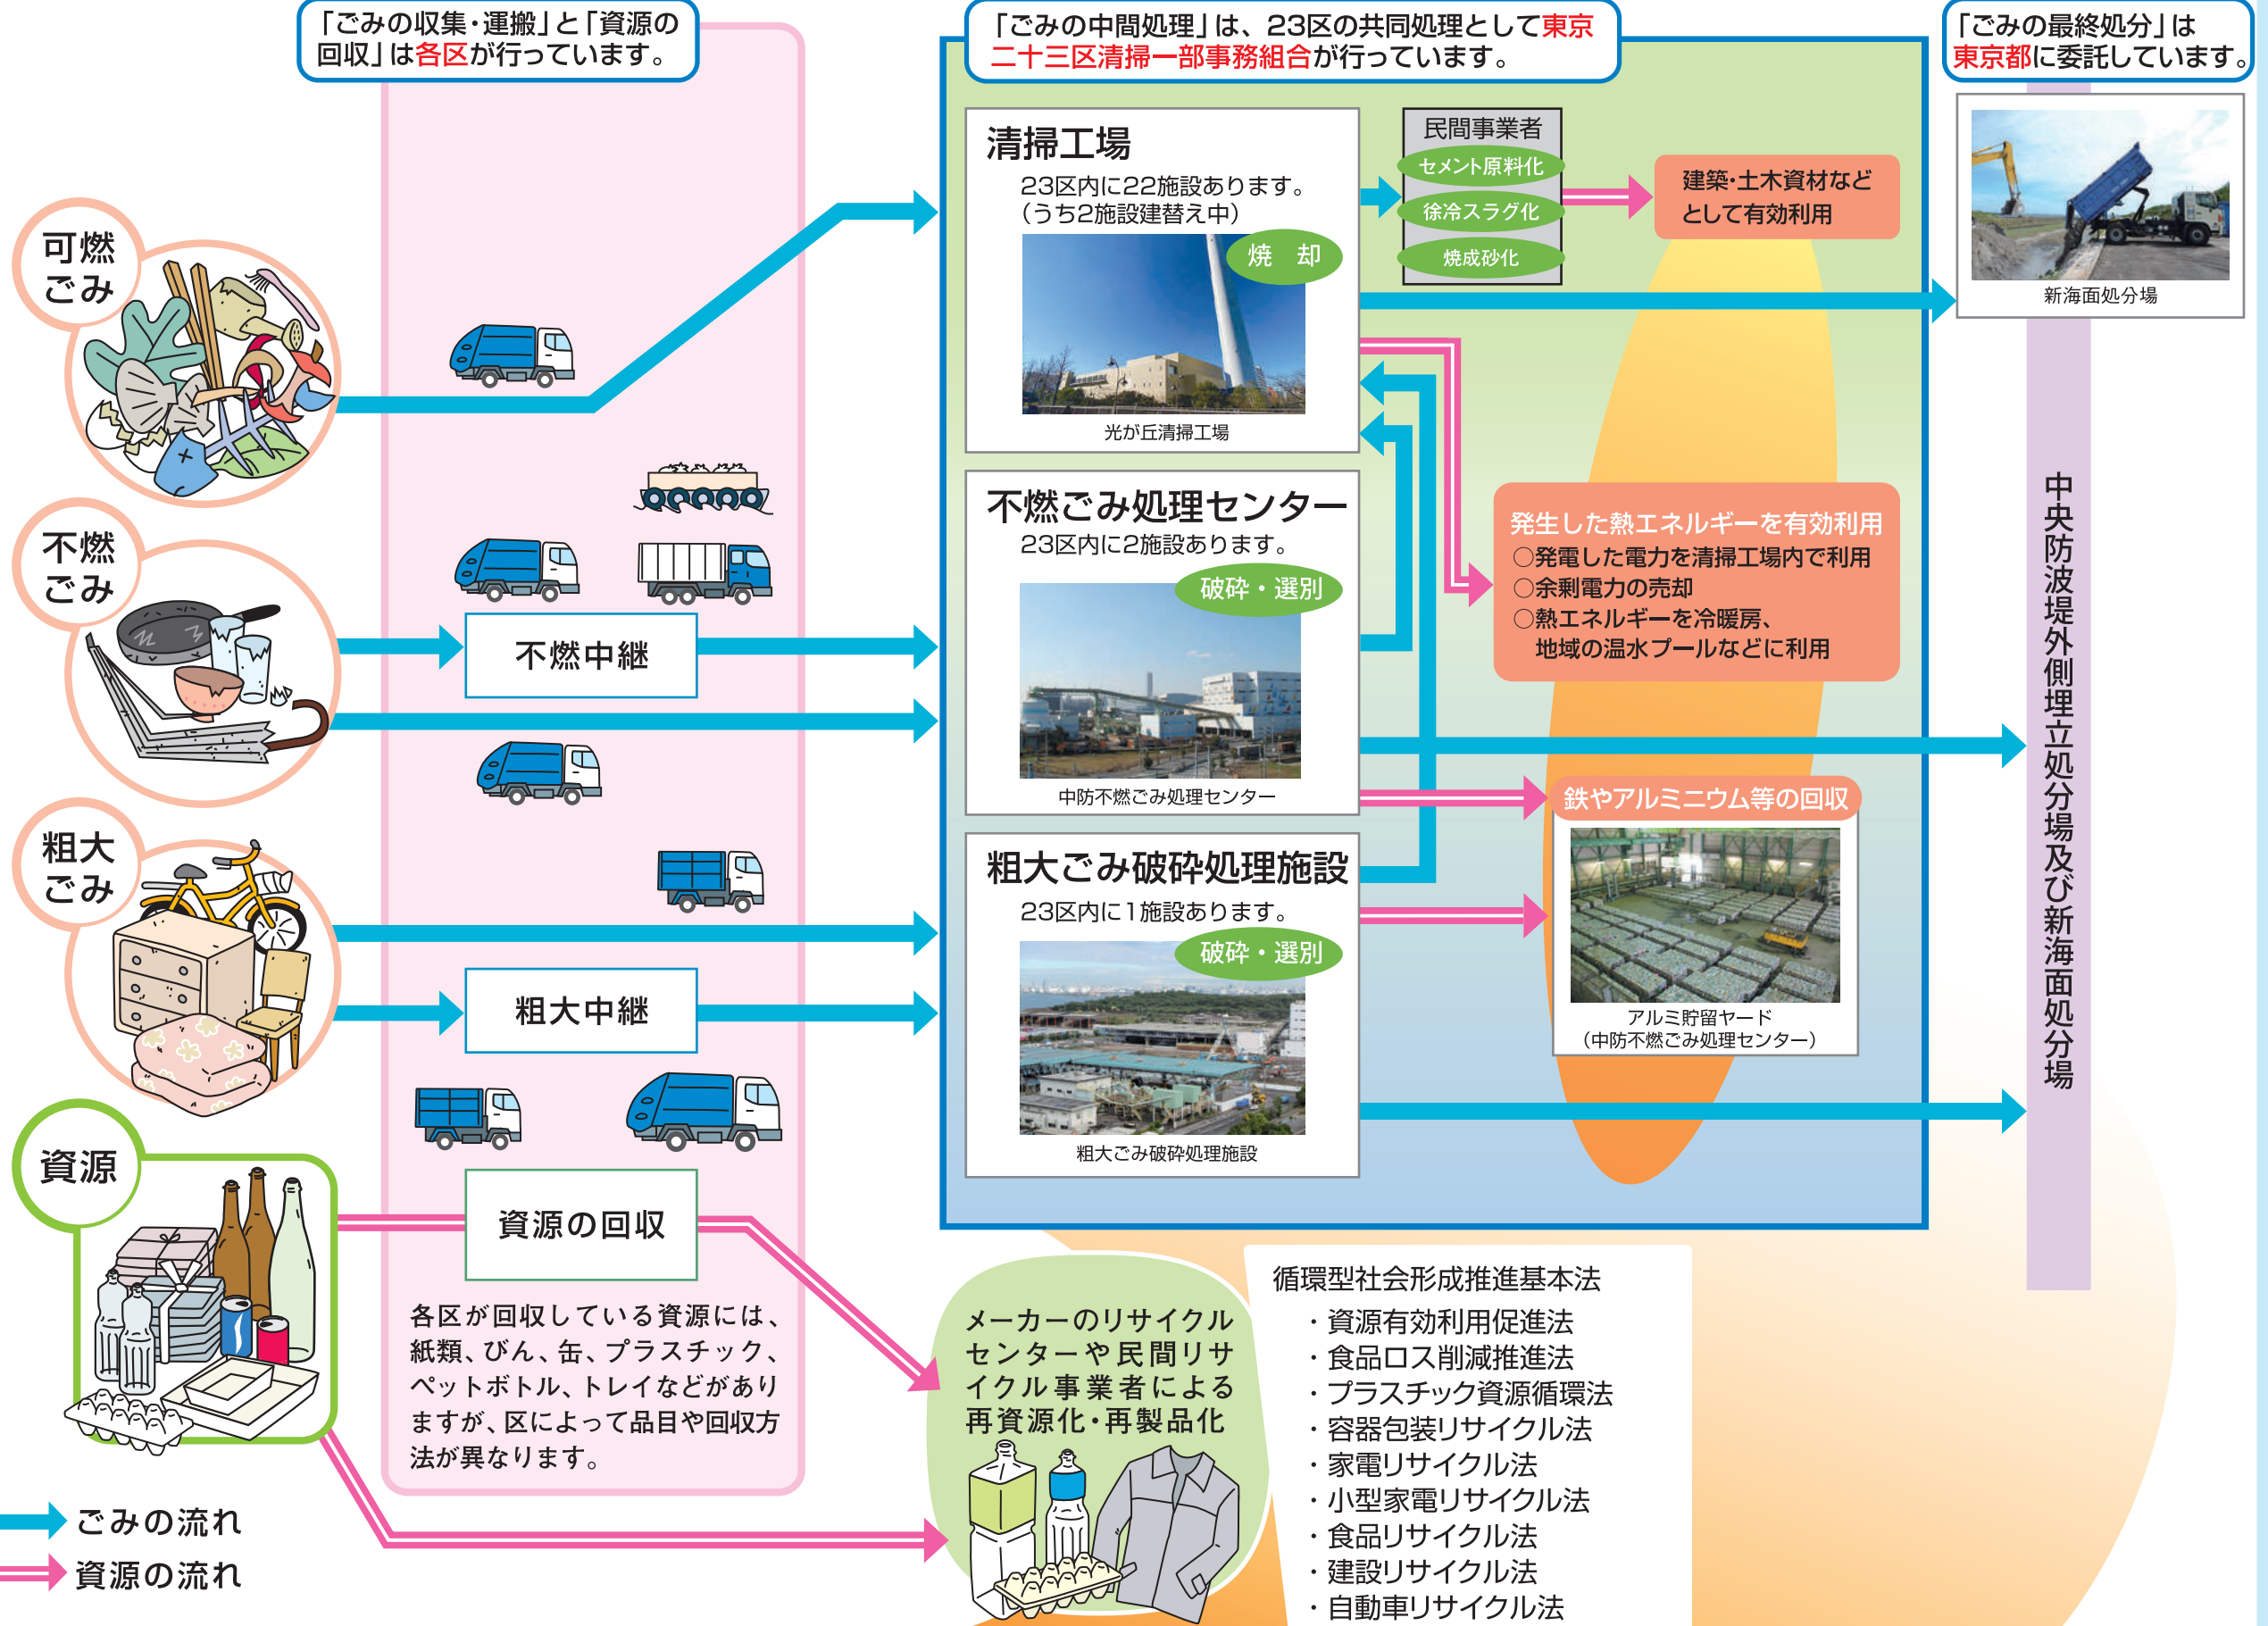 「ごみの収集・運搬」と「資源の
回収」は各区が行っています。
「ごみの中間処理」は、23区の共同処理として東京
二十三区清掃一部事務組合が行っています。
「ごみの最終処分」は
東京都に委託しています。
可燃
ごみ
不燃
ごみ
粗大
ごみ
資源
不燃中継
粗大中継
資源の回収
各区が回収している資源には、
紙類、びん、缶、プラスチック、
ペットボトル、トレイなどがあり
ますが、区によって品目や回収方
法が異なります。
ごみの流れ
資源の流れ
清掃工場
23区内に22施設あります。
（うち2施設建替え中）
焼　却
光が丘清掃工場
不燃ごみ処理センター
23区内に2施設あります。
破砕・選別
中防不燃ごみ処理センター
粗大ごみ破砕処理施設
23区内に1施設あります。
破砕・選別
粗大ごみ破砕処理施設
民間事業者
セメント原料化
徐冷スラグ化
焼成砂化
建築・土木資材など
として有効利用
発生した熱エネルギーを有効利用
○発電した電力を清掃工場内で利用
○余剰電力の売却
○熱エネルギーを冷暖房、
地域の温水プールなどに利用
鉄やアルミニウム等の回収
アルミ貯留ヤード
（中防不燃ごみ処理センター）
新海面処分場
中央防波堤外側埋立処分場及び新海面処分場
メーカーのリサイクル
センターや民間リサ
イクル事業者による
再資源化・再製品化
循環型社会形成推進基本法
・資源有効利用促進法
・食品ロス削減推進法
・プラスチック資源循環法
・容器包装リサイクル法
・家電リサイクル法
・小型家電リサイクル法
・食品リサイクル法
・建設リサイクル法
・自動車リサイクル法